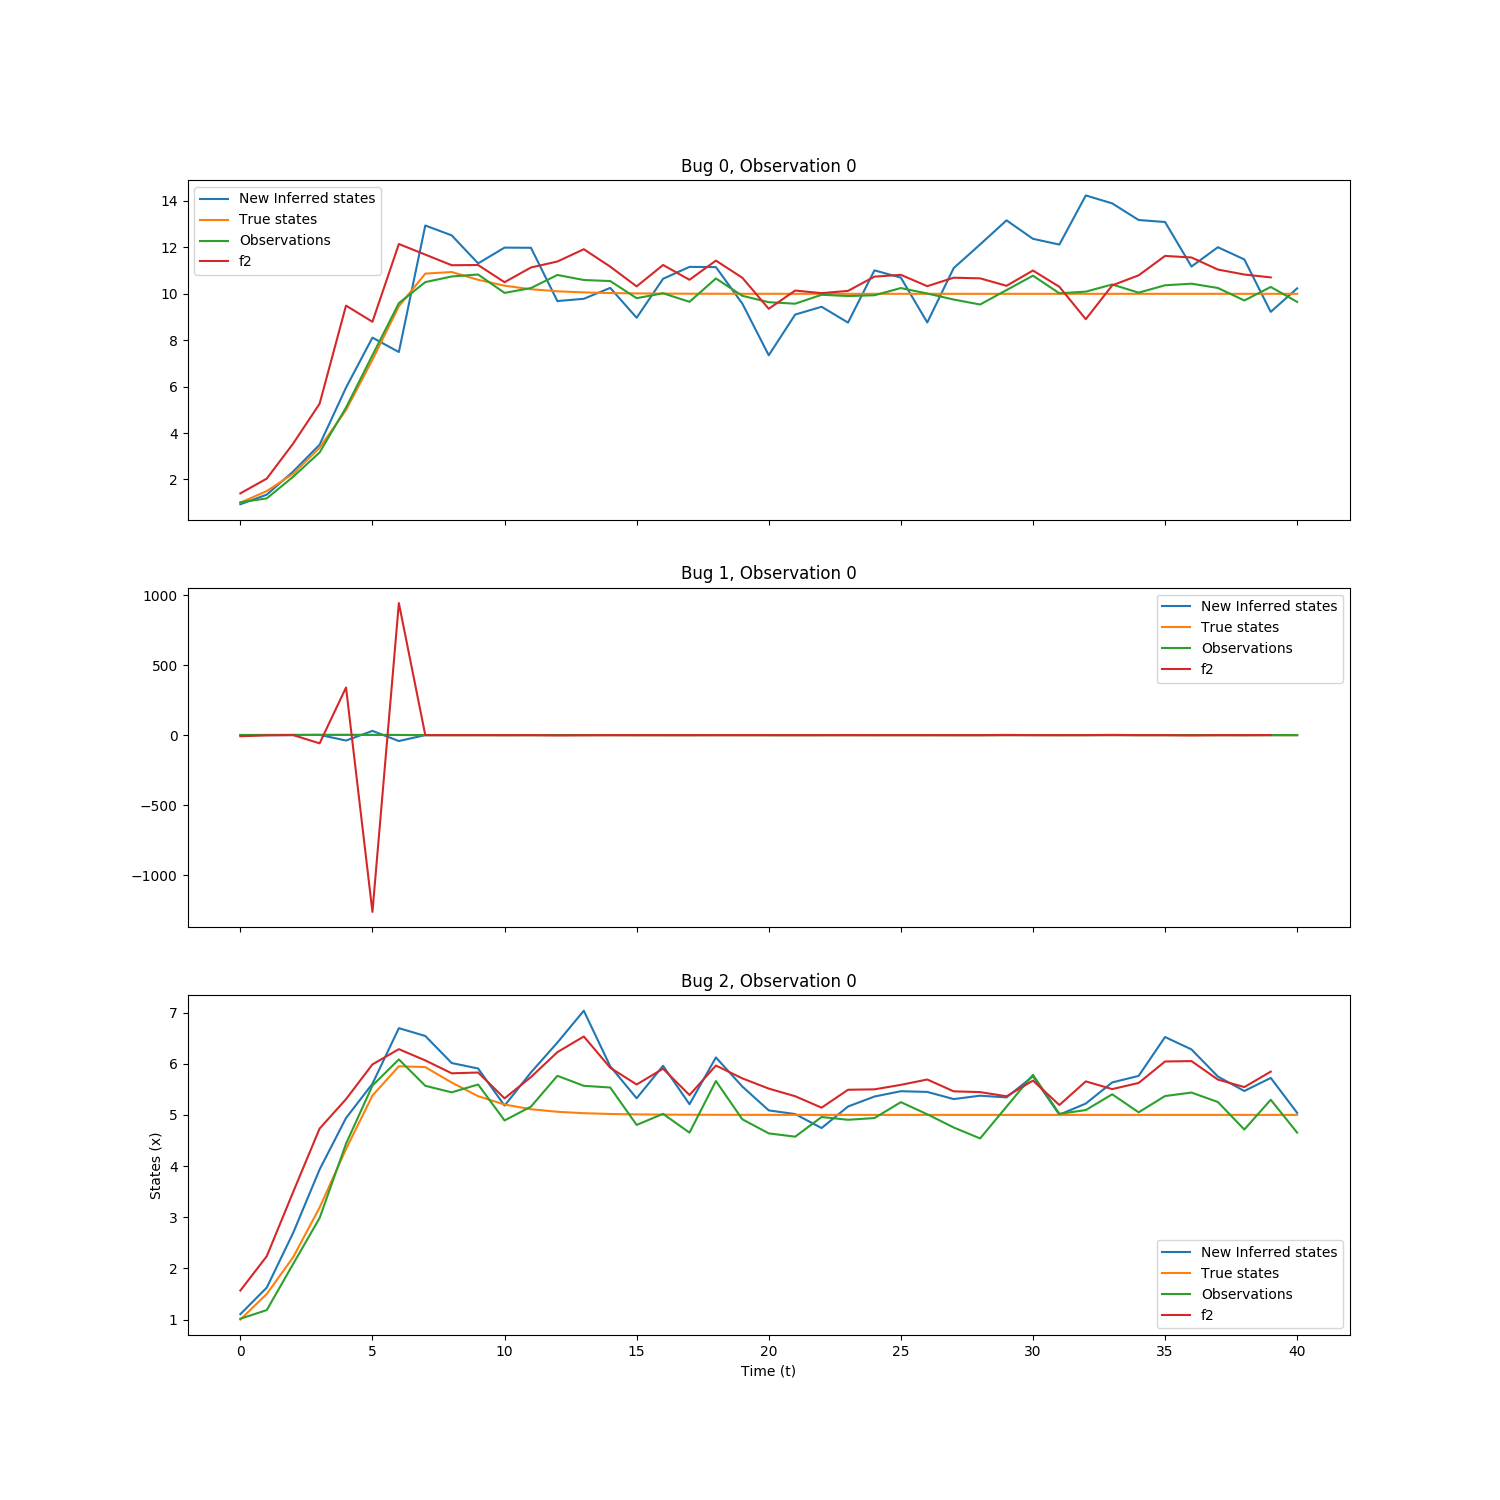 Bug 0, Observation 0
14
12
10
8
6
4
2
New Inferred states
True states
Observations
f2
Bug 1, Observation 0
1000
500
0
−500
−1000
New Inferred states
True states
Observations
f2
Bug 2, Observation 0
7
6
5
4
3
2
1
States (x)
New Inferred states
True states
Observations
f2
0 5 10 15 20 25 30 35 40
Time (t)